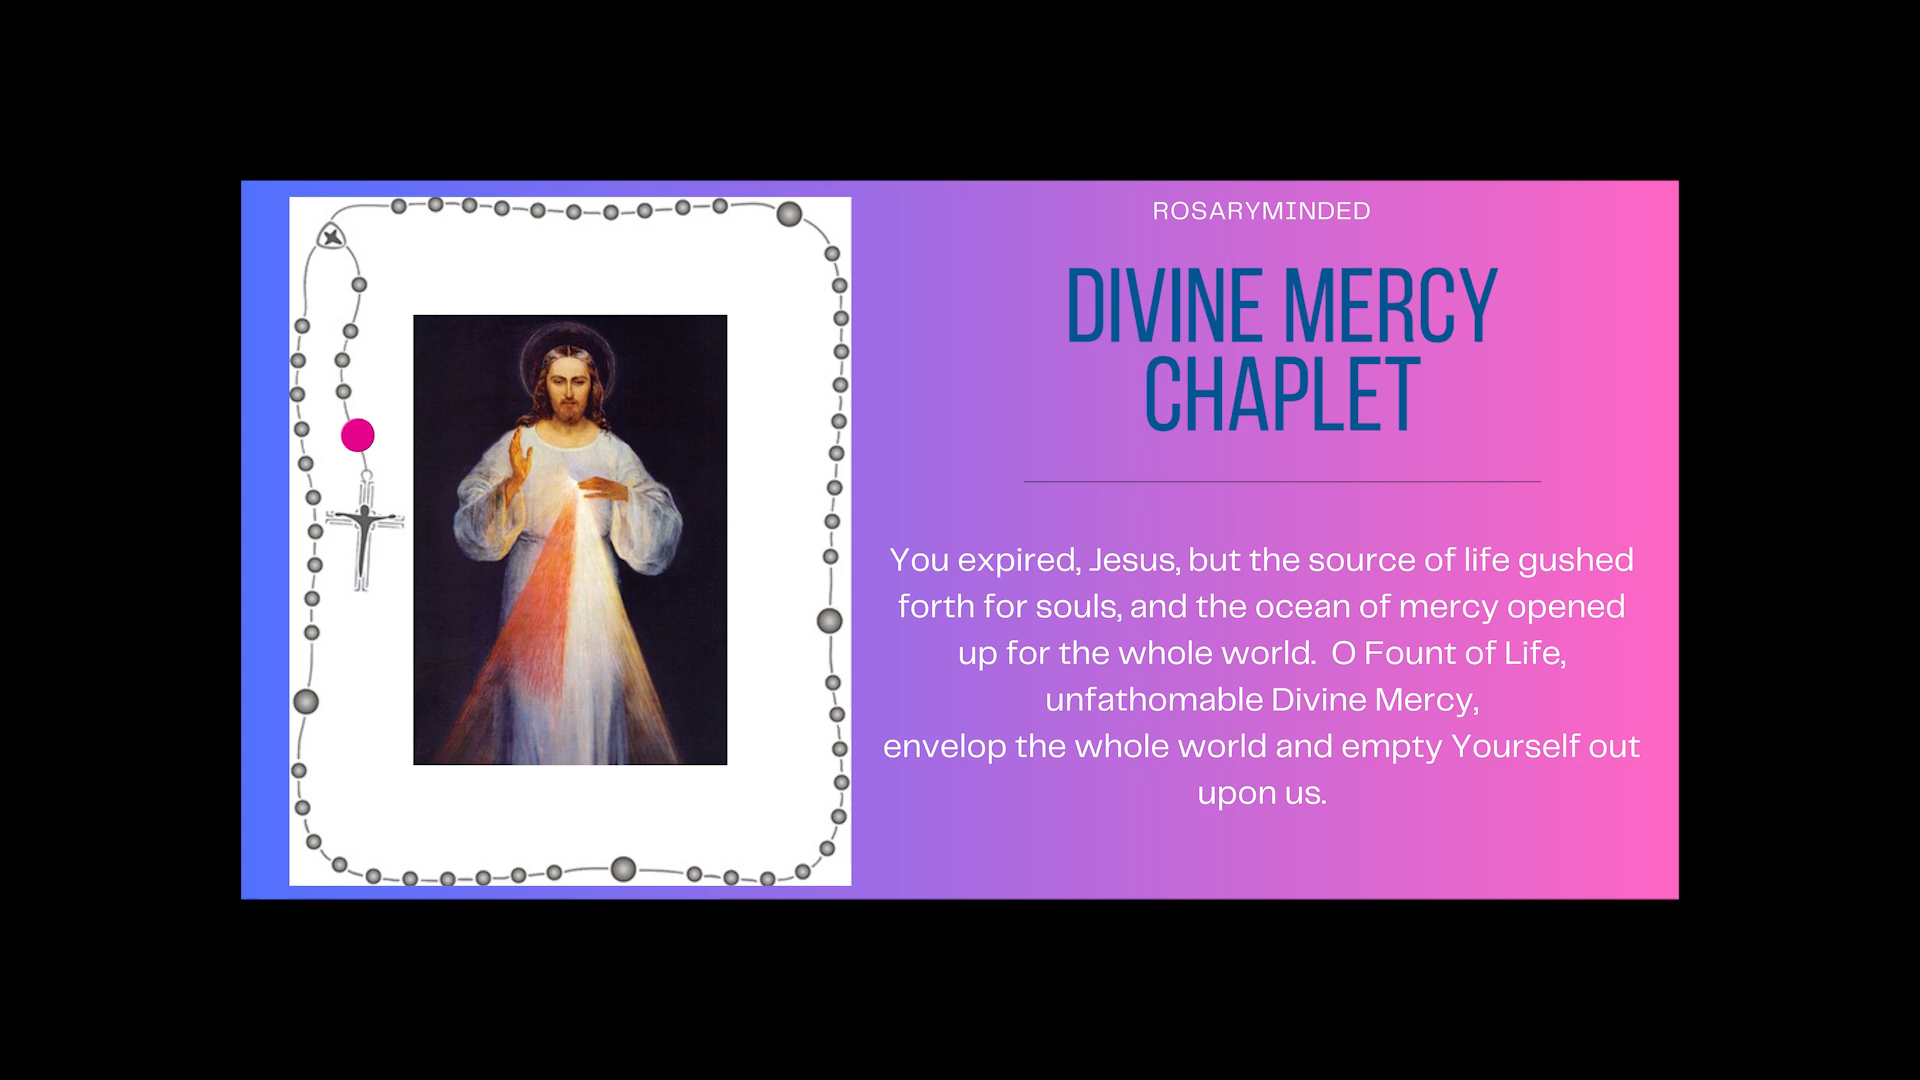 ROSARYMINDED
DIVINE MERCY
CHAPLET
You expired, Jesus, but the source of life gushed
forth for souls, and the ocean of mercy opened
up for the whole world.  O Fount of Life,
unfathomable Divine Mercy,
envelop the whole world and empty Yourself out
upon us.